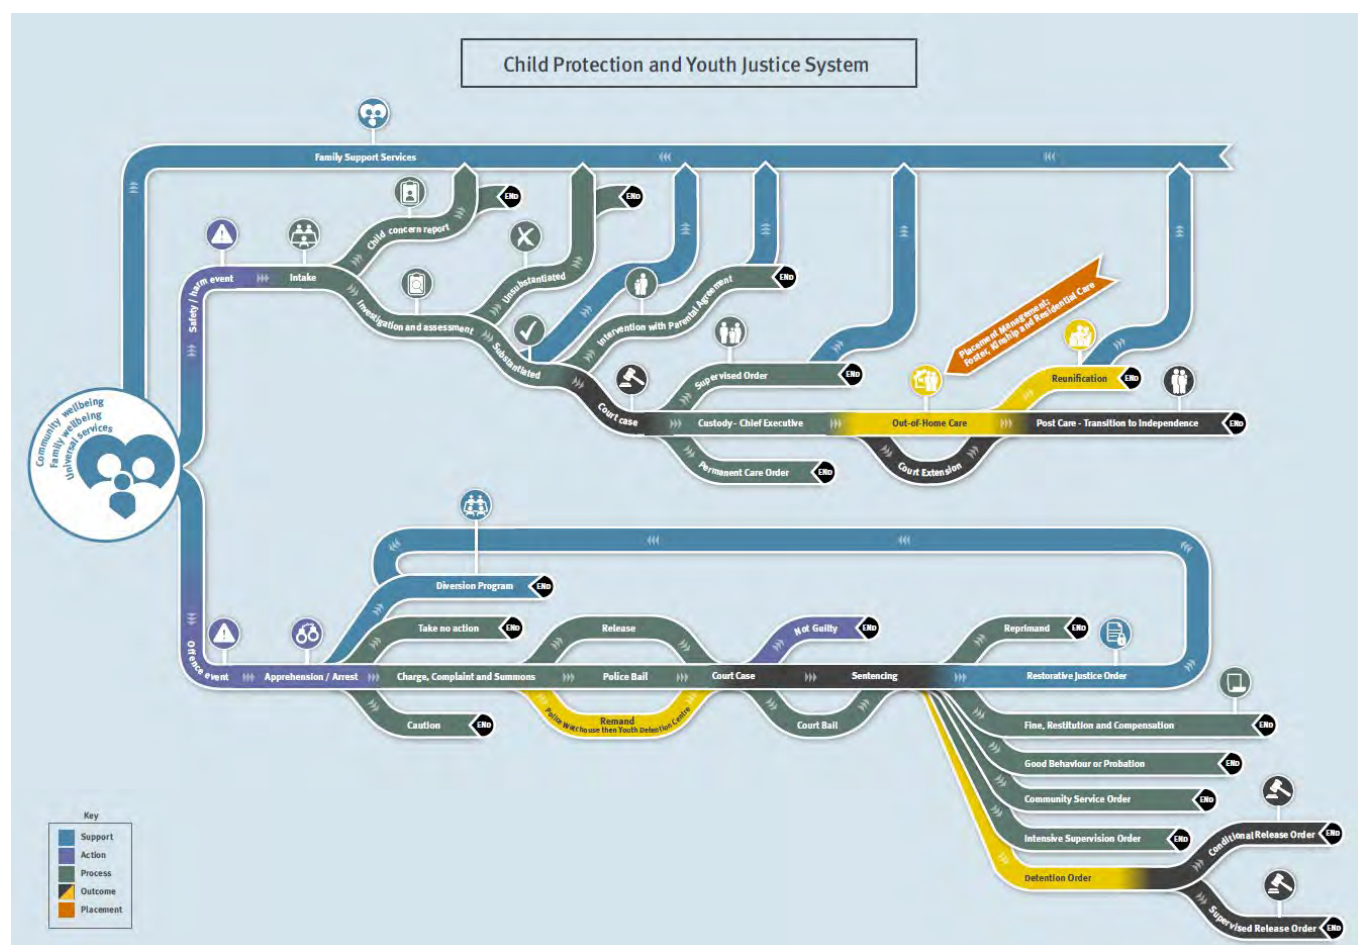 Child Protection and Youth Justice System
Family Support Services
Child concern report
END
END
Safety / harm event
Intake
Unsubstantiated
Investigation and assessment
Intervention with Parental Agreement
END
Placement Management:
Foster, Kinship and Residential Care
Substantiated
Supervised Order
END
Reunification
END
Community wellbeing
Family wellbeing
Universal services
Court case
Custody - Chief Executive
Out-of-Home Care
Post Care - Transition to Independence
END
Permanent Care Order
END
Court Extension
Diversion Program
END
Take no action
END
Release
Not Guilty
END
Reprimand
END
Offence event
Apprehension / Arrest
Charge, Complaint and Summons
Police Bail
Court Case
Sentencing
Restorative Justice Order
Caution
END
Remand
Police Watchouse then Youth Detention Centre
Court Bail
Fine, Restitution and Compensation
END
Good Behaviour or Probation
END
Community Service Order
END
Intensive Supervision Order
END
Conditional Release Order
END
Detention Order
Supervised Release Order
END
Key
Support
Action
Process
Outcome
Placement